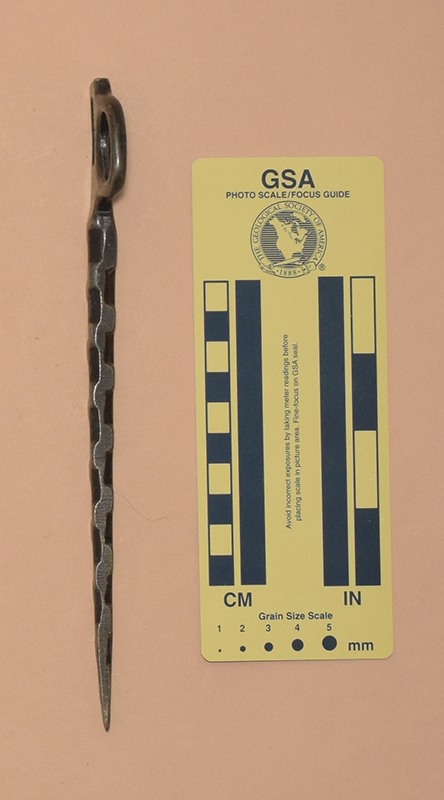 GSA
PHOTO SCALE/FOCUS GUIDE
THE GEOLOGICAL SOCIETY OF AMERICA
1888
®
Avoid incorrect exposures by taking meter readings before
placing scale in picture area. Fine-focus on GSA seal.
CM
IN
Grain Size Scale
1 2 3 4 5
mm